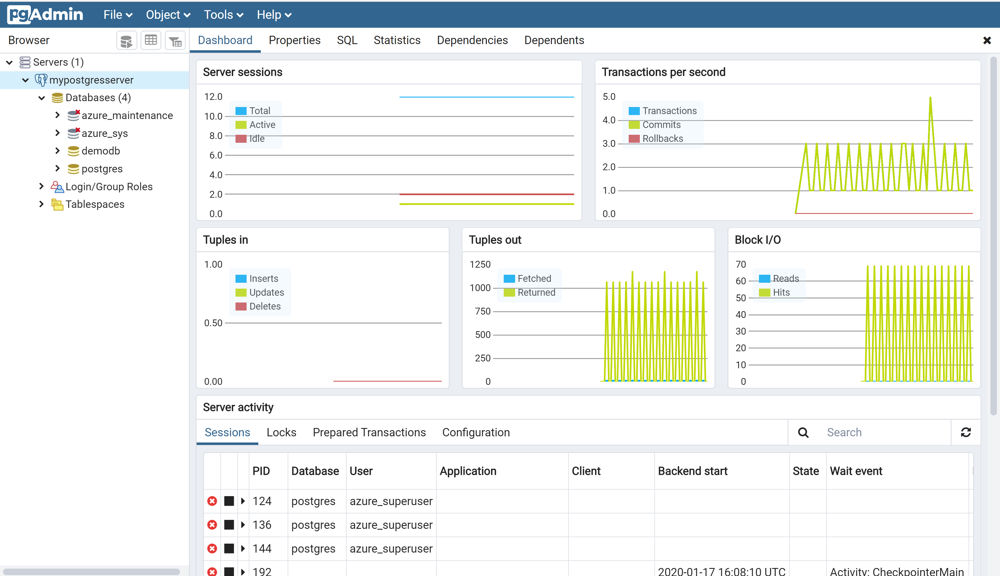 pgAdmin File Object Tools Help
Browser
Dashboard Properties SQL Statistics Dependencies Dependents
Servers (1)
mypostgresserver
Databases (4)
azure_maintenance
azure_sys
demodb
postgres
Login/Group Roles
Tablespaces
Server sessions
12.0
10.0
8.0
6.0
4.0
2.0
0.0
Total
Active
Idle
Transactions per second
5.0
4.0
3.0
2.0
1.0
0.0
Transactions
Commits
Rollbacks
Tuples in
1.00
0.50
0.00
Inserts
Updates
Deletes
Tuples out
1250
1000
750
500
250
0
Fetched
Returned
Block I/O
70
60
50
40
30
20
10
0
Reads
Hits
Server activity
Sessions Locks Prepared Transactions Configuration Search
PID Database User Application Client Backend start State Wait event
124 postgres azure_superuser
136 postgres azure_superuser
144 postgres azure_superuser
192 2020-01-17 16:08:10 UTC Activity: CheckpointerMain